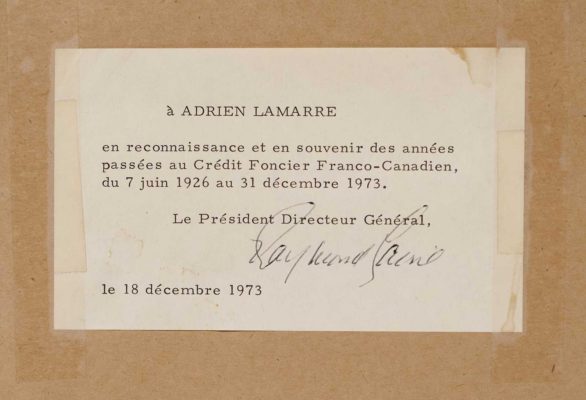 à ADRIEN LAMARRE
en reconnaissance et en souvenir des années
passées au Crédit Foncier Franco-Canadien,
du 7 juin 1926 au 31 décembre 1973.
Le Président Directeur Général,
Raymond
le 18 décembre 1973